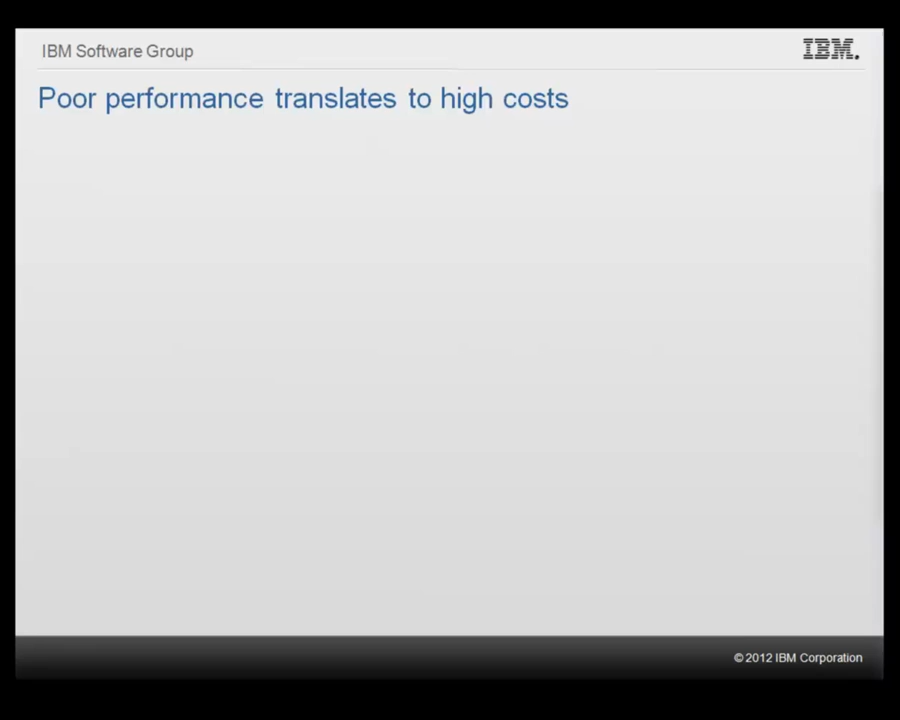 IBM Software Group
IBM.
Poor performance translates to high costs
© 2012 IBM Corporation